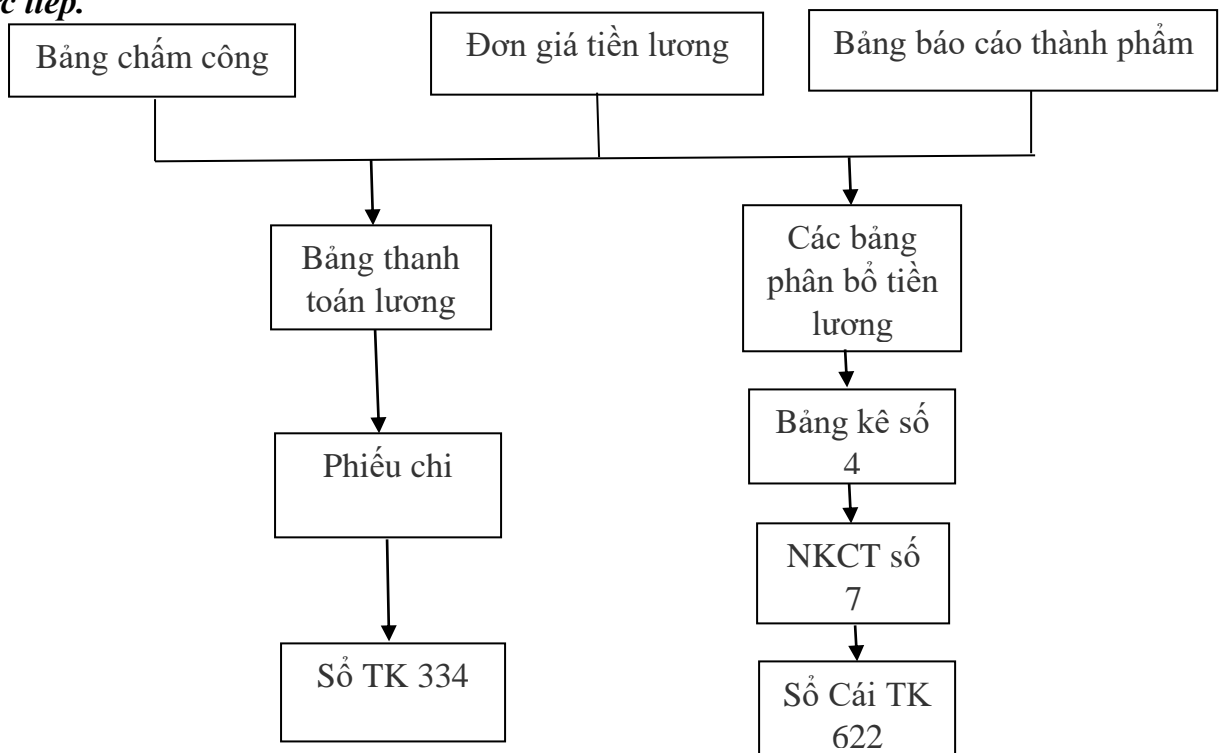 tiếp.
Bảng chấm công
Đơn giá tiền lương
Bảng báo cáo thành phẩm
Bảng thanh
toán lương
Các bảng
phân bổ tiền
lương
Phiếu chi
Bảng kê số
4
NKCT số
7
Sổ TK 334
Sổ Cái TK
622